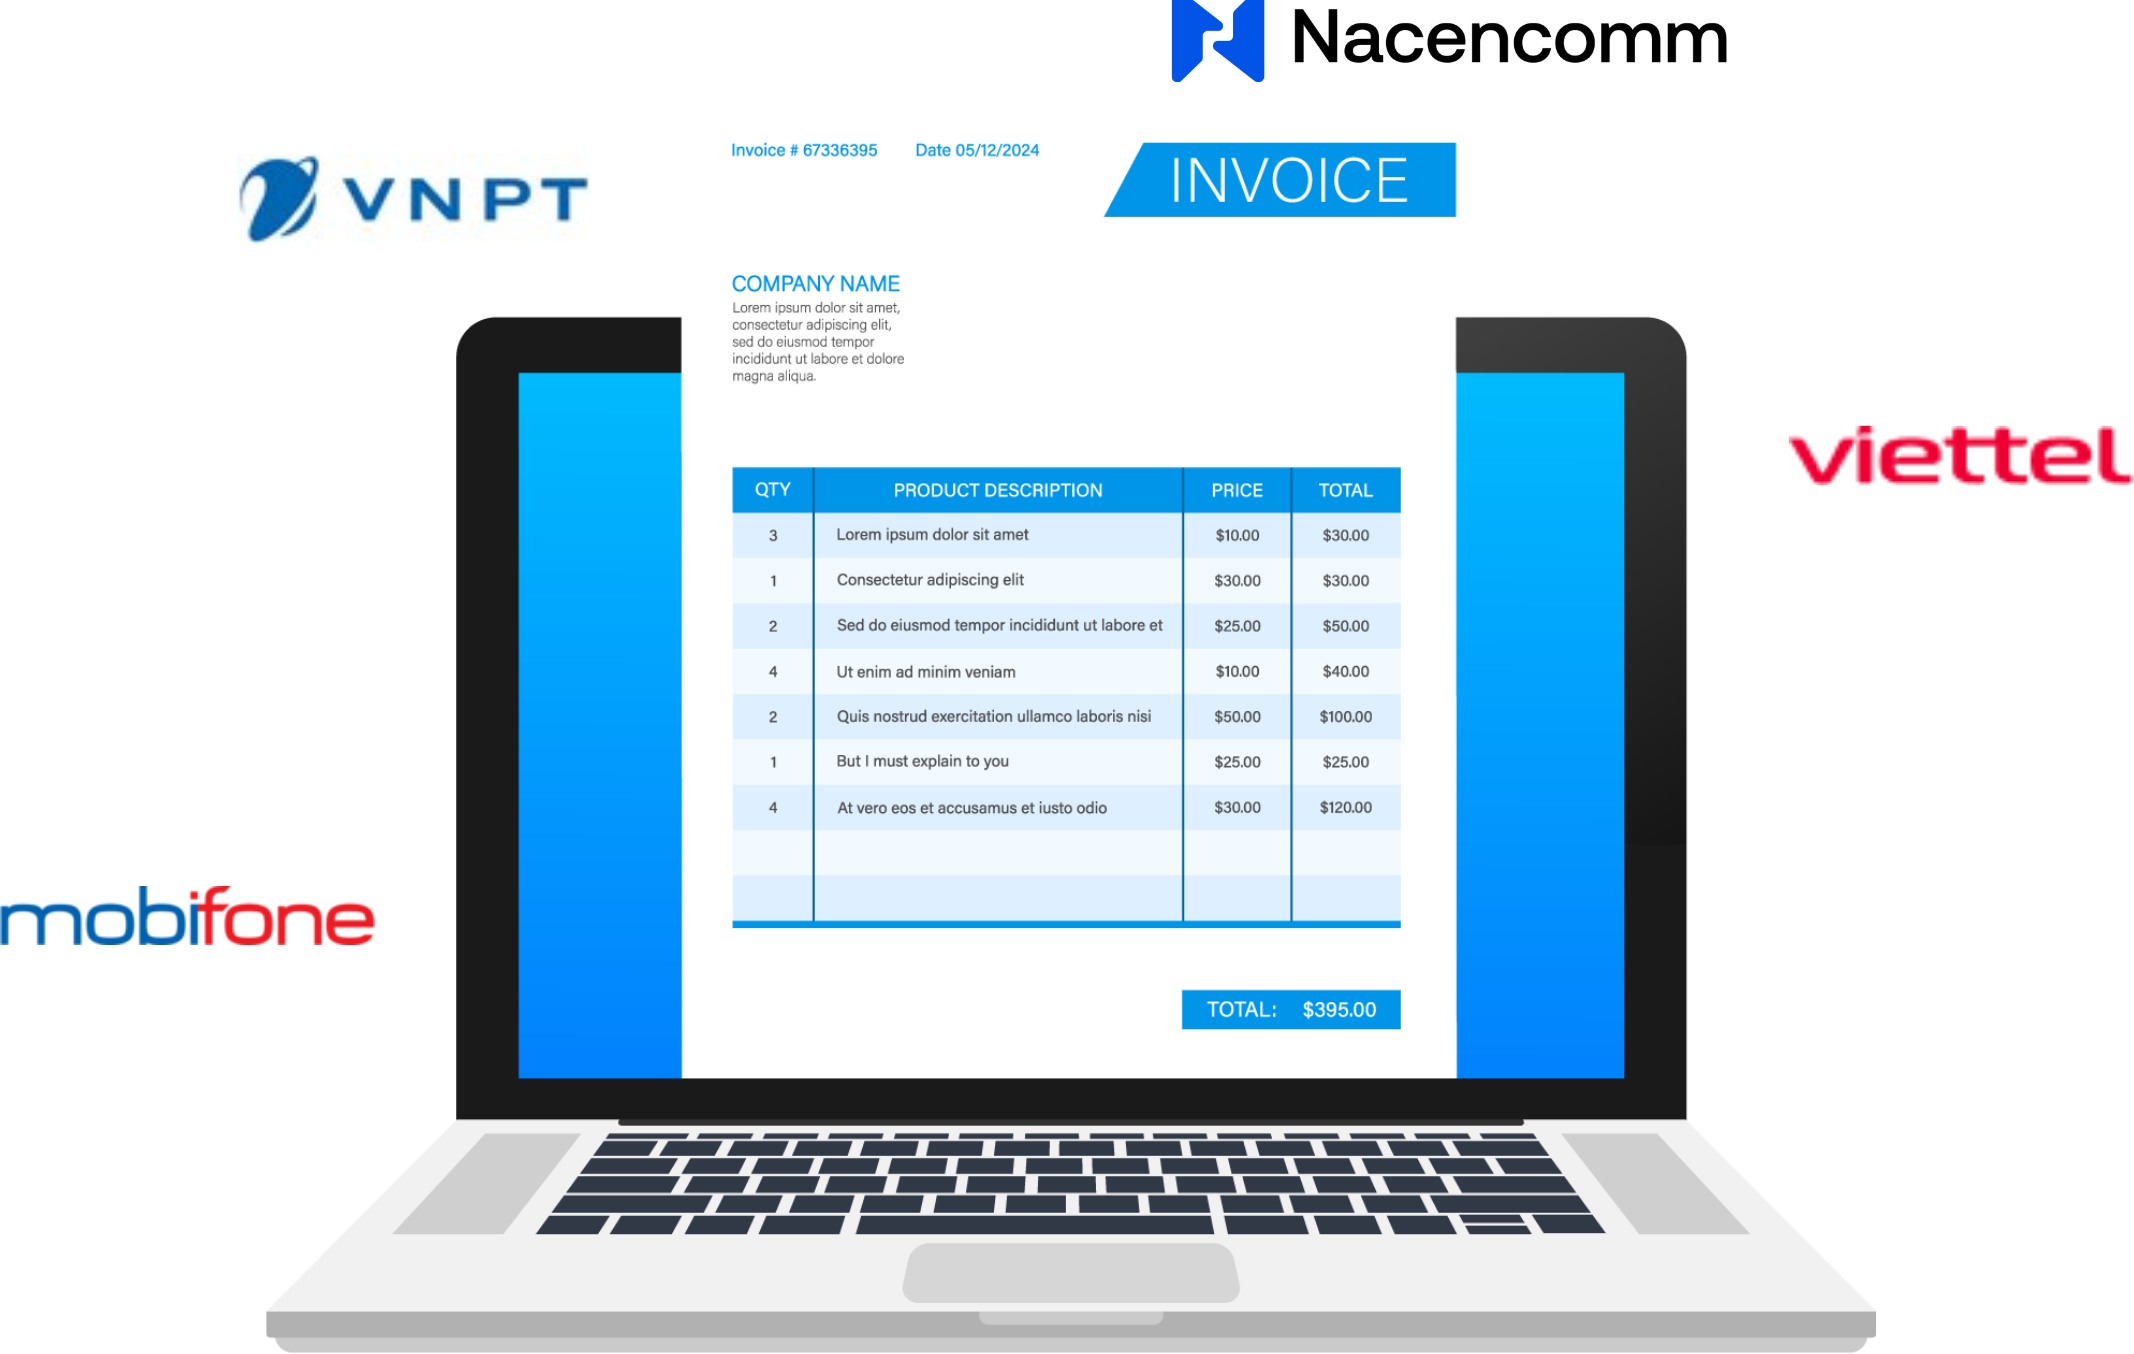 Nacencomm
VNPT
Invoice # 67336395 Date 05/12/2024
INVOICE
COMPANY NAME
Lorem ipsum dolor sit amet,
consectetur adipiscing elit,
sed do eiusmod tempor
incididunt ut labore et dolore
magna aliqua.
viettel
QTY PRODUCT DESCRIPTION PRICE TOTAL
3 Lorem ipsum dolor sit amet $10.00 $30.00
1 Consectetur adipiscing elit $30.00 $30.00
2 Sed do eiusmod tempor incididunt ut labore et $25.00 $50.00
4 Ut enim ad minim veniam $10.00 $40.00
2 Quis nostrud exercitation ullamco laboris nisi $50.00 $100.00
1 But I must explain to you $25.00 $25.00
4 At vero eos et accusamus et iusto odio $30.00 $120.00
mobifone
TOTAL: $395.00